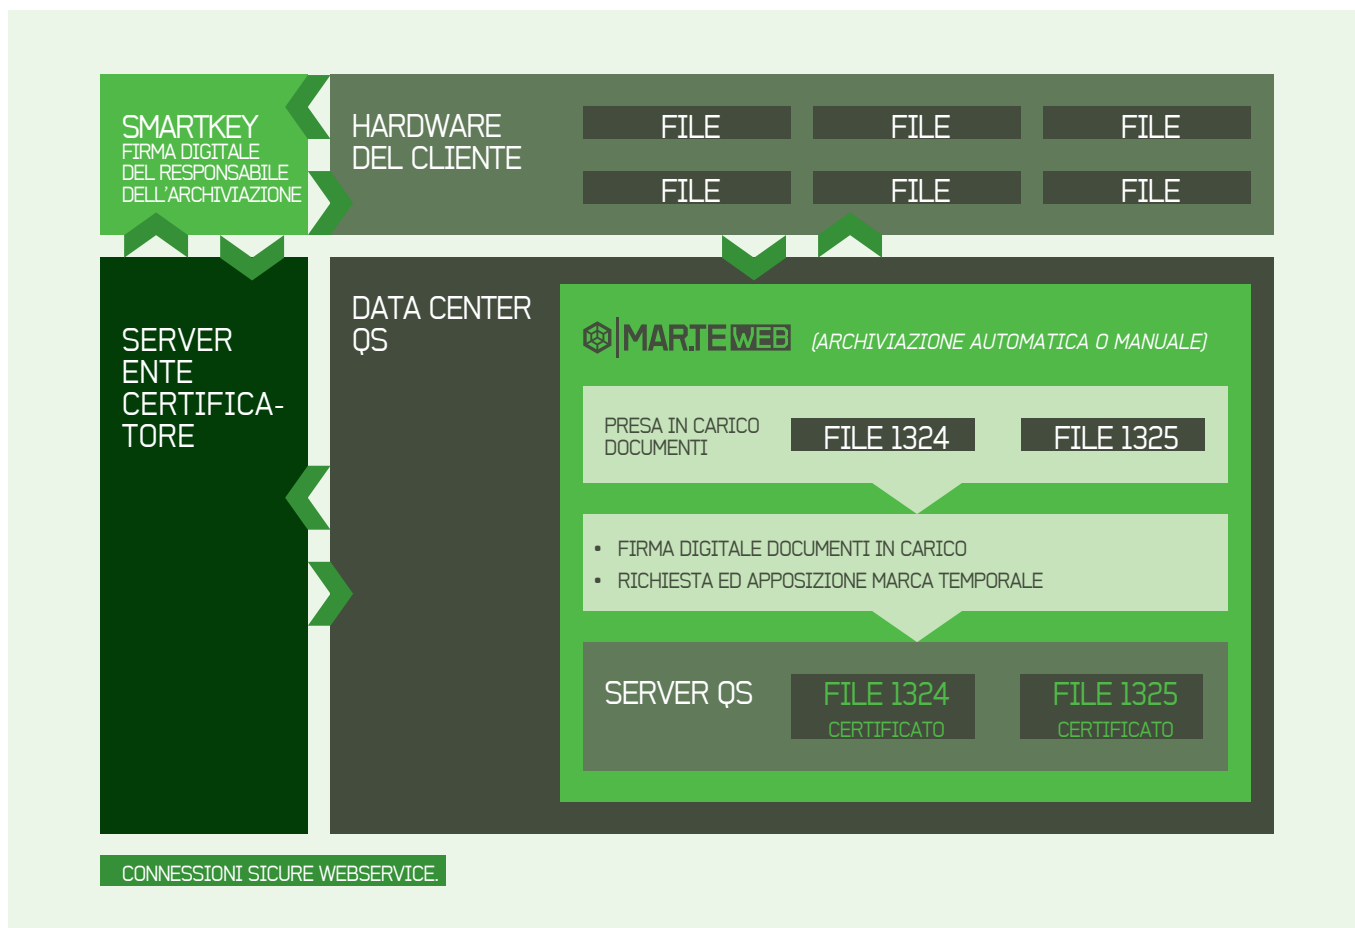 SMARTKEY
FIRMA DIGITALE
DEL RESPONSABILE
DELL'ARCHIVIAZIONE
HARDWARE
DEL CLIENTE
FILE FILE FILE
FILE FILE FILE
SERVER
ENTE
CERTIFICA-
TORE
DATA CENTER
QS
MAR.TE WEB (ARCHIVIAZIONE AUTOMATICA O MANUALE)
PRESA IN CARICO
DOCUMENTI
FILE 1324 FILE 1325
• FIRMA DIGITALE DOCUMENTI IN CARICO
• RICHIESTA ED APPOSIZIONE MARCA TEMPORALE
SERVER QS
FILE 1324 FILE 1325
CERTIFICATO CERTIFICATO
CONNESSIONI SICURE WEBSERVICE.